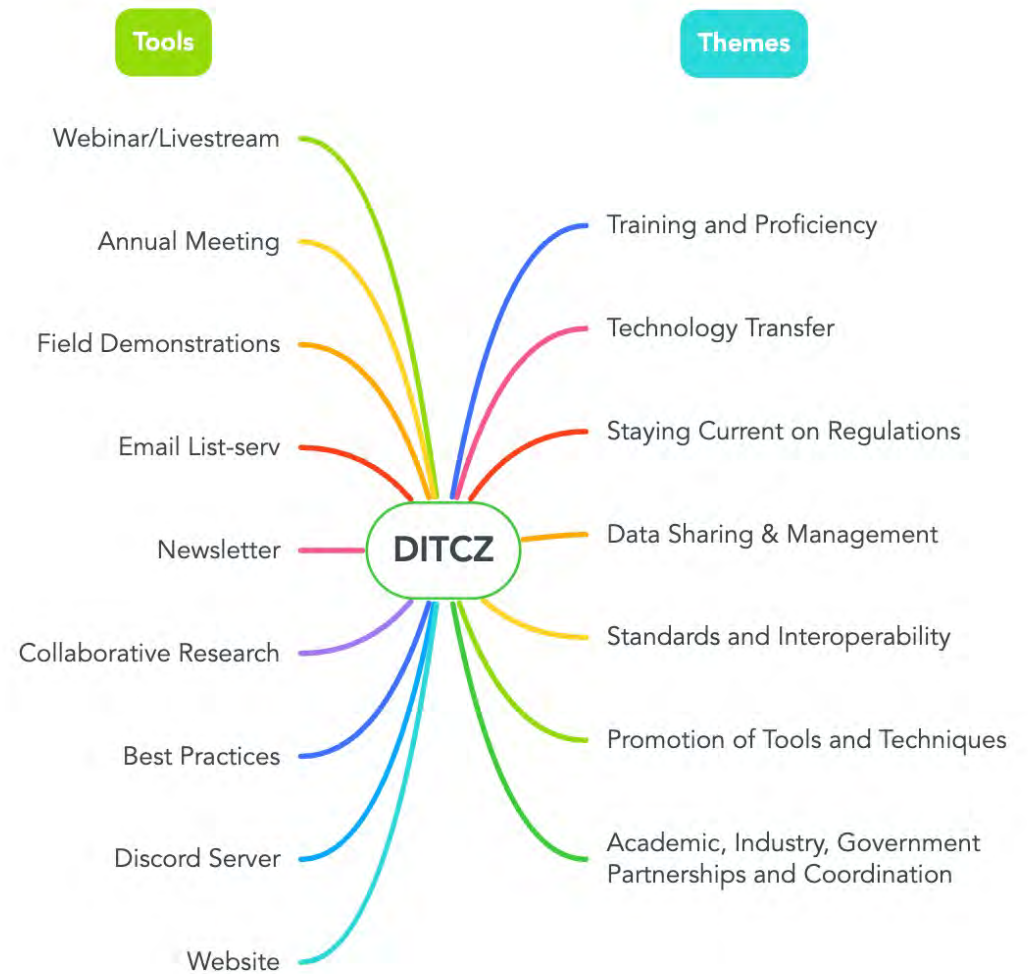 Tools
Themes
Webinar/Livestream
Annual Meeting
Field Demonstrations
Email List-serv
Newsletter
Collaborative Research
Best Practices
Discord Server
Website
DITCZ
Training and Proficiency
Technology Transfer
Staying Current on Regulations
Data Sharing & Management
Standards and Interoperability
Promotion of Tools and Techniques
Academic, Industry, Government
Partnerships and Coordination